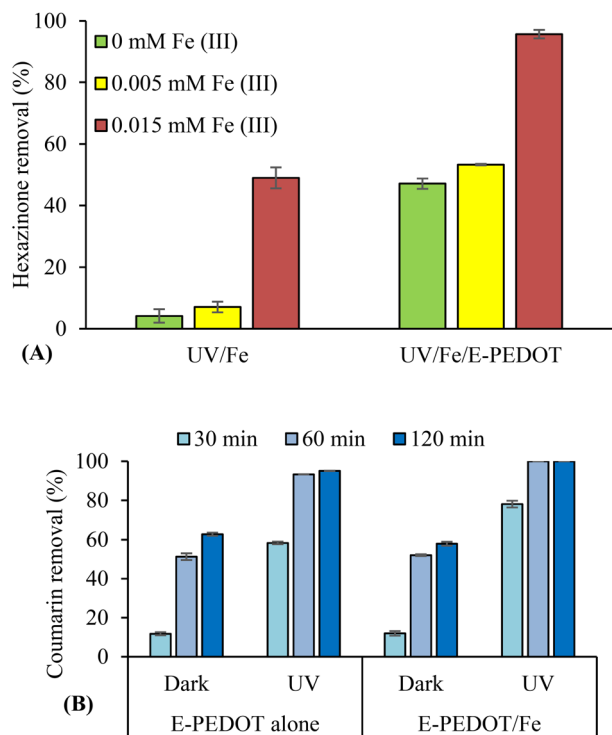 100
80
60
40
20
0
Hexazinone removal (%)
0 mM Fe (III)
0.005 mM Fe (III)
0.015 mM Fe (III)
UV/Fe
UV/Fe/E-PEDOT
(A)
30 min 60 min 120 min
100
80
60
40
20
0
Coumarin removal (%)
Dark UV Dark UV
E-PEDOT alone E-PEDOT/Fe
(B)